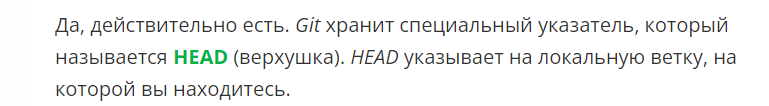 Да, действительно есть. Git хранит специальный указатель, который
называется HEAD (верхушка). HEAD указывает на локальную ветку, на
которой вы находитесь.